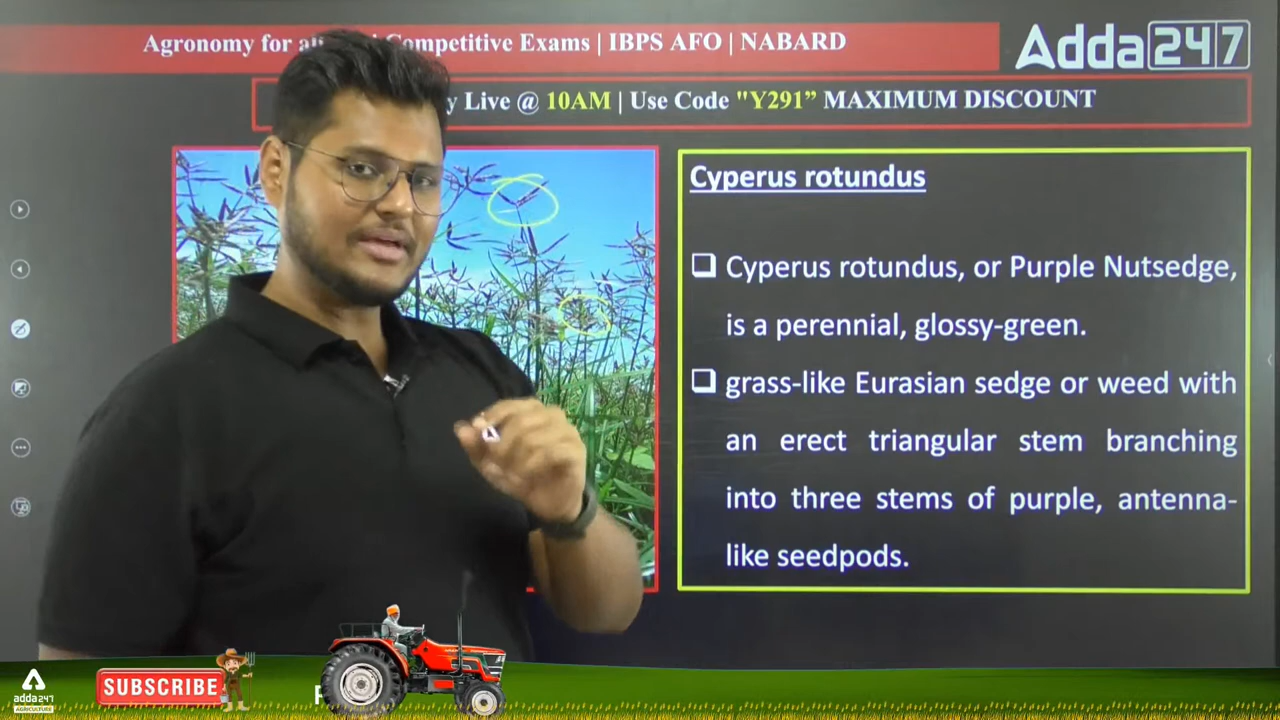 Agronomy for al Competitive Exams | IBPS AFO | NABARD
Adda247
y Live @ 10AM | Use Code "Y291” MAXIMUM DISCOUNT
Cyperus rotundus
Cyperus rotundus, or Purple Nutsedge,
is a perennial, glossy-green.
grass-like Eurasian sedge or weed with
an erect triangular stem branching
into three stems of purple, antenna-
like seedpods.
SUBSCRIBE
adda247
AGRICULTURE